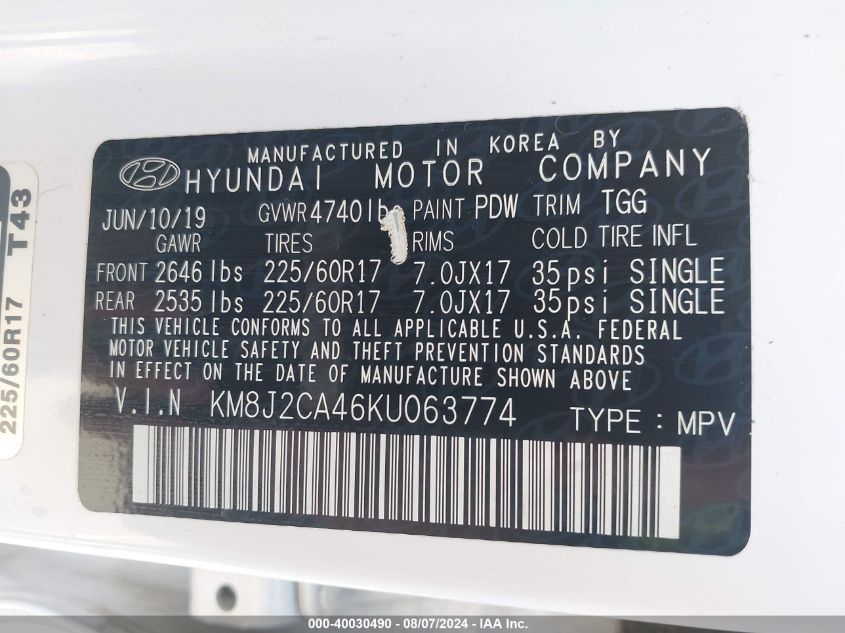 MANUFACTURED IN KOREA BY
HYUNDAI MOTOR COMPANY
JUN/10/19 GVWR 4740lb PAINT PDW TRIM TGG
GAWR TIRES RIMS COLD TIRE INFL
FRONT 2646 lbs 225/60R17 7.0JX17 35psi SINGLE
REAR 2535 lbs 225/60R17 7.0JX17 35psi SINGLE
THIS VEHICLE CONFORMS TO ALL APPLICABLE U.S.A. FEDERAL
MOTOR VEHICLE SAFETY AND THEFT PREVENTION STANDARDS
IN EFFECT ON THE DATE OF MANUFACTURE SHOWN ABOVE
V.I.N KM8J2CA46KU063774 TYPE: MPV
225/60R17 T43
000-40030490 - 08/07/2024 - IAA Inc.